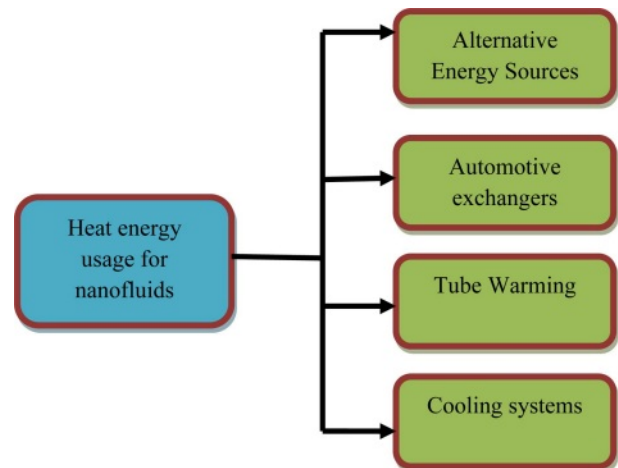 Heat energy
usage for
nanofluids
Alternative
Energy Sources
Automotive
exchangers
Tube Warming
Cooling systems